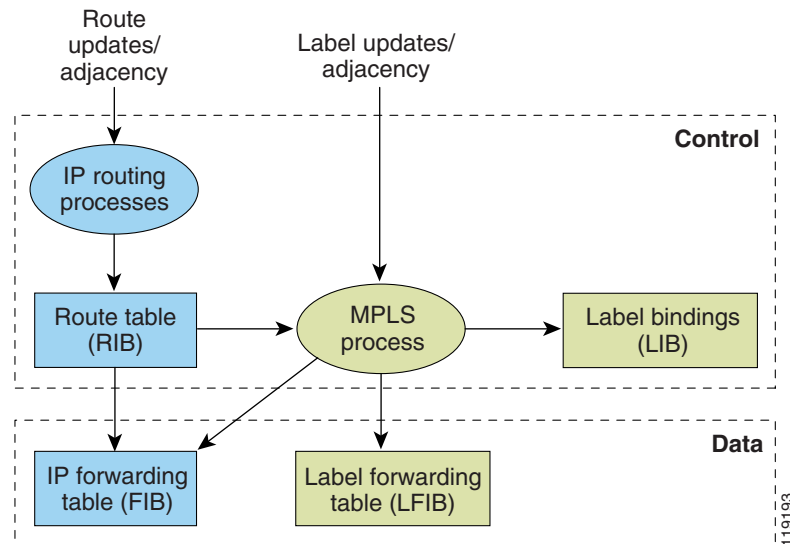 Route
updates/
adjacency
Label updates/
adjacency
Control
IP routing
processes
Route table
(RIB)
MPLS
process
Label bindings
(LIB)
Data
IP forwarding
table (FIB)
Label forwarding
table (LFIB)
119193